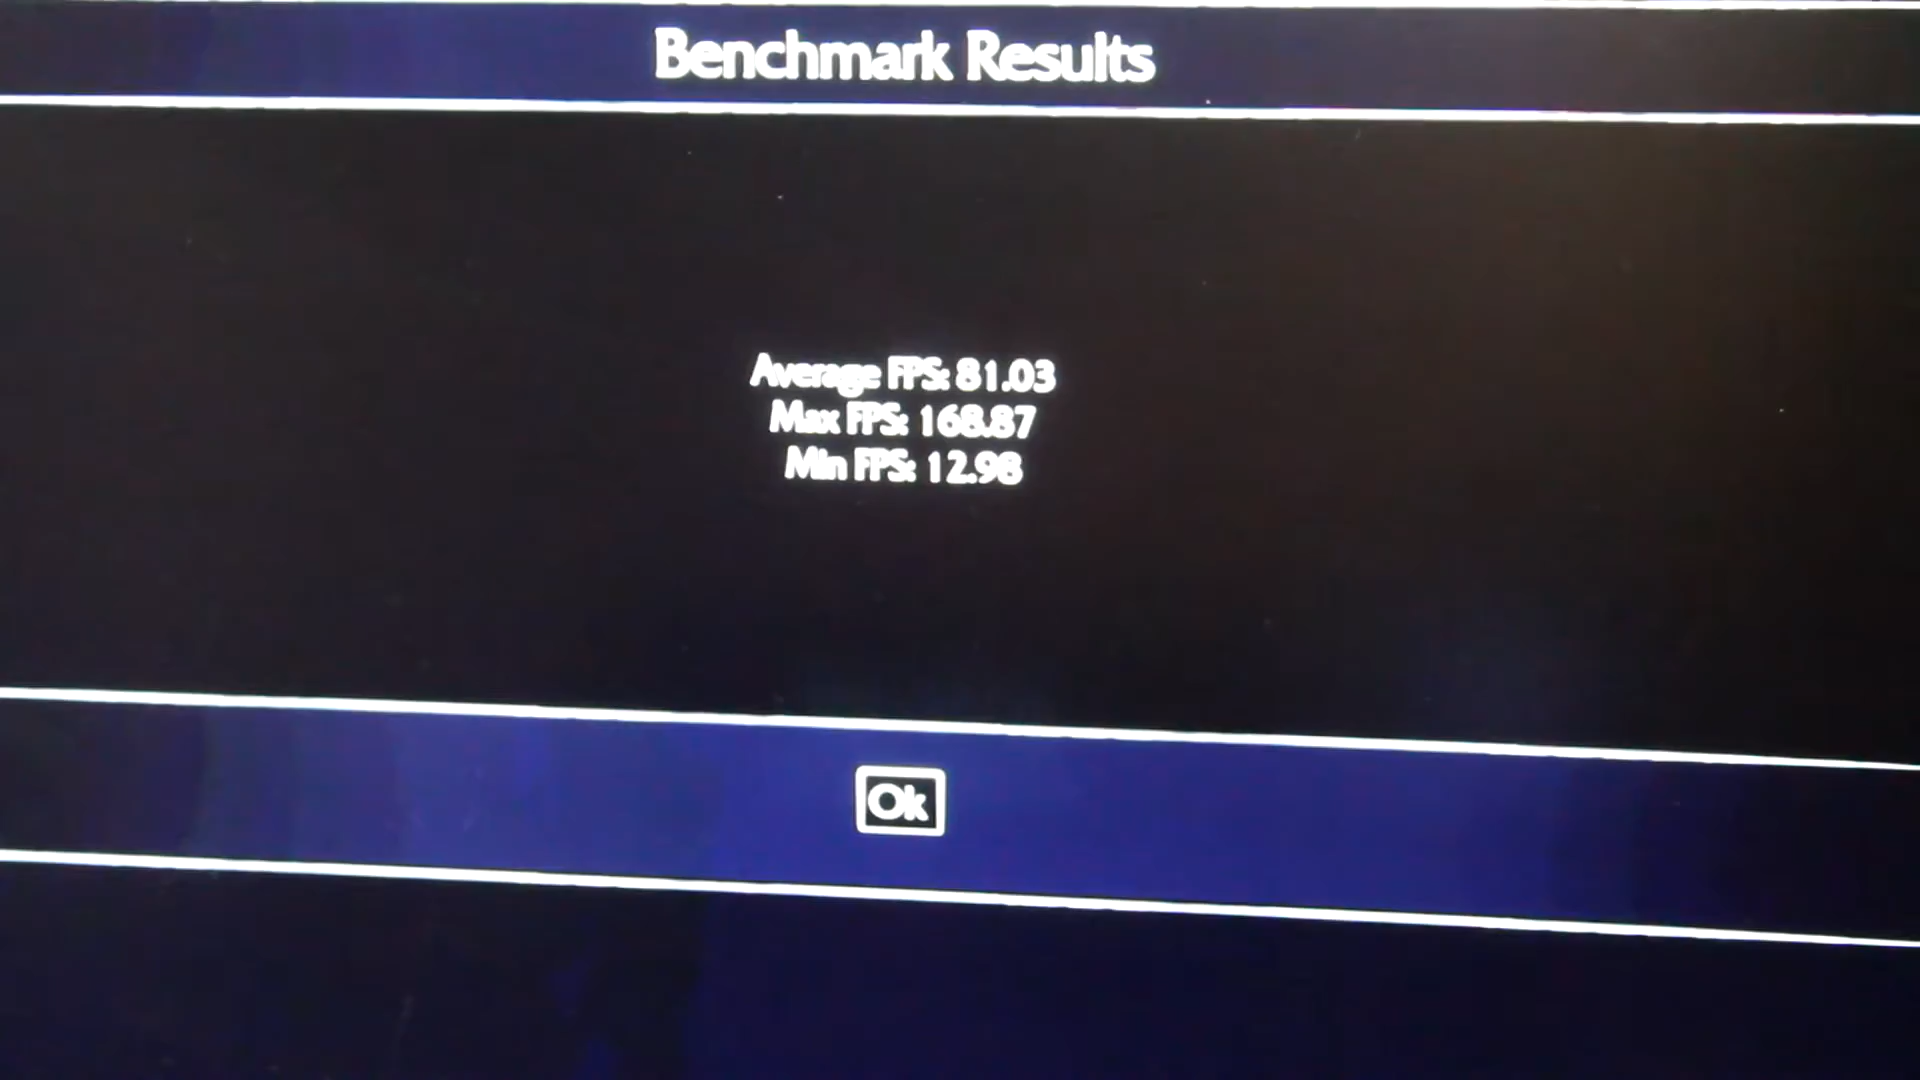 Benchmark Results
Average FPS: 81.03
Max FPS: 168.87
Min FPS: 12.98
Ok